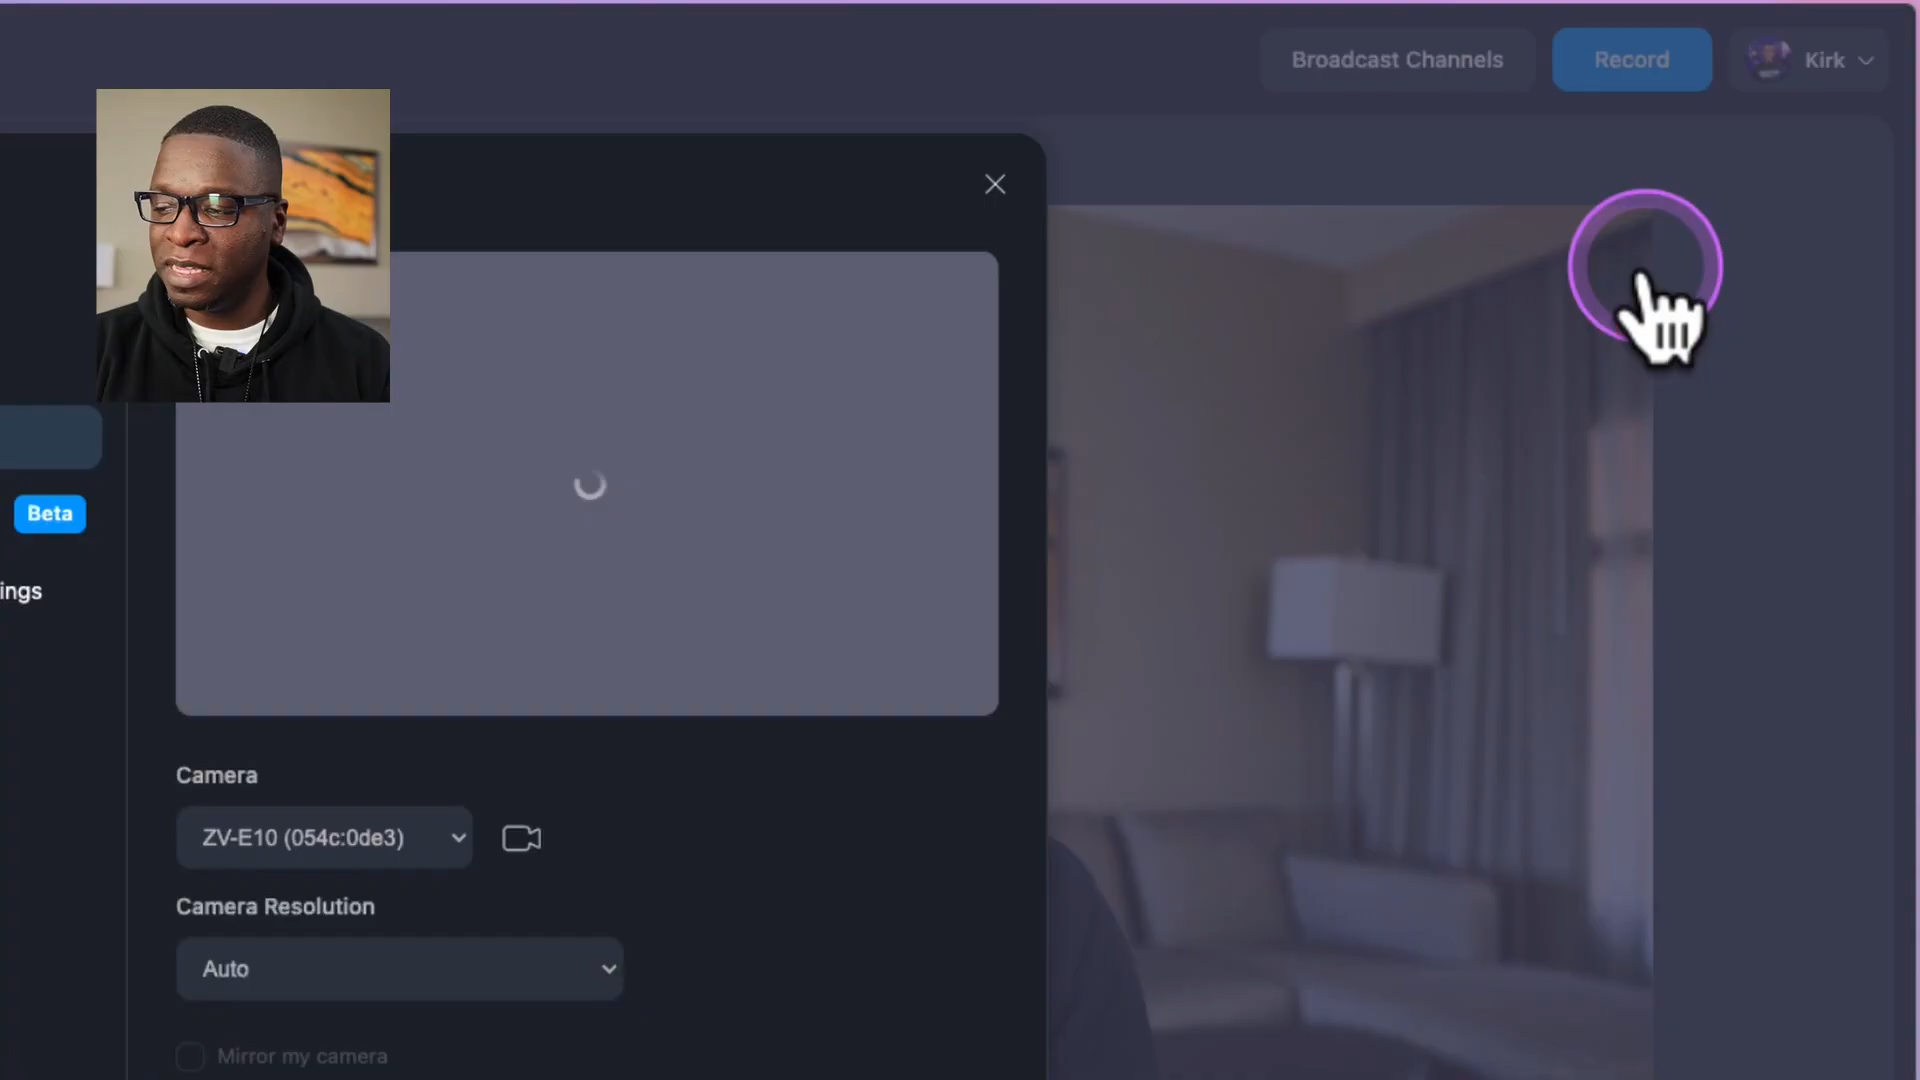 Broadcast Channels
Record
Kirk
Beta
ings
Camera
ZV-E10 (054c:0de3)
Camera Resolution
Auto
Mirror my camera